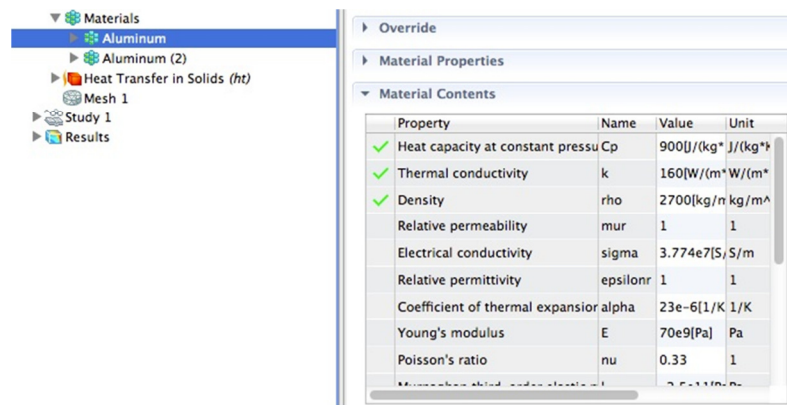 Materials
Aluminum
Aluminum (2)
Heat Transfer in Solids (ht)
Mesh 1
Study 1
Results
Override
Material Properties
Material Contents
Property Name Value Unit
Heat capacity at constant pressu Cp 900[J/(kg* J/(kg*K
Thermal conductivity k 160[W/(m* W/(m*
Density rho 2700[kg/m kg/m^
Relative permeability mur 1 1
Electrical conductivity sigma 3.774e7[S/ S/m
Relative permittivity epsilonr 1 1
Coefficient of thermal expansion alpha 23e-6[1/K 1/K
Young's modulus E 70e9[Pa] Pa
Poisson's ratio nu 0.33 1